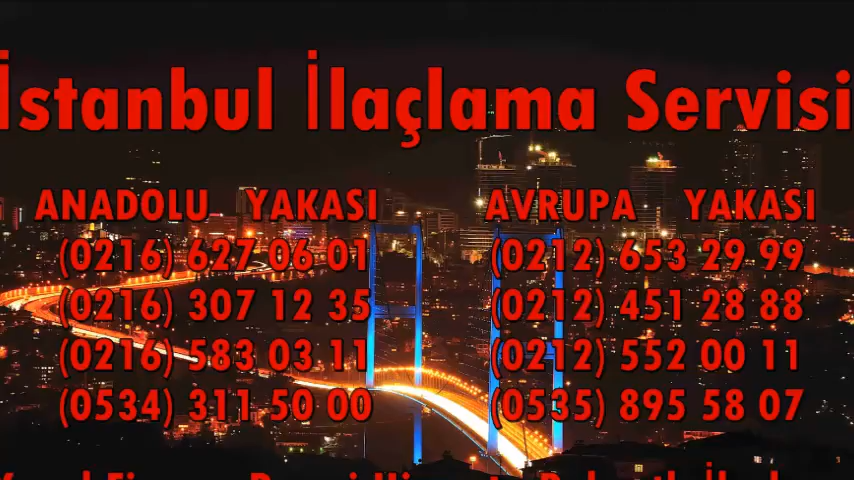 İstanbul İlaçlama Servisi
ANADOLU YAKASI AVRUPA YAKASI
(0216) 627 06 01 (0212) 653 29 99
(0216) 307 12 35 (0212) 451 28 88
(0216) 583 03 11 (0212) 552 00 11
(0534) 311 50 00 (0535) 895 58 07